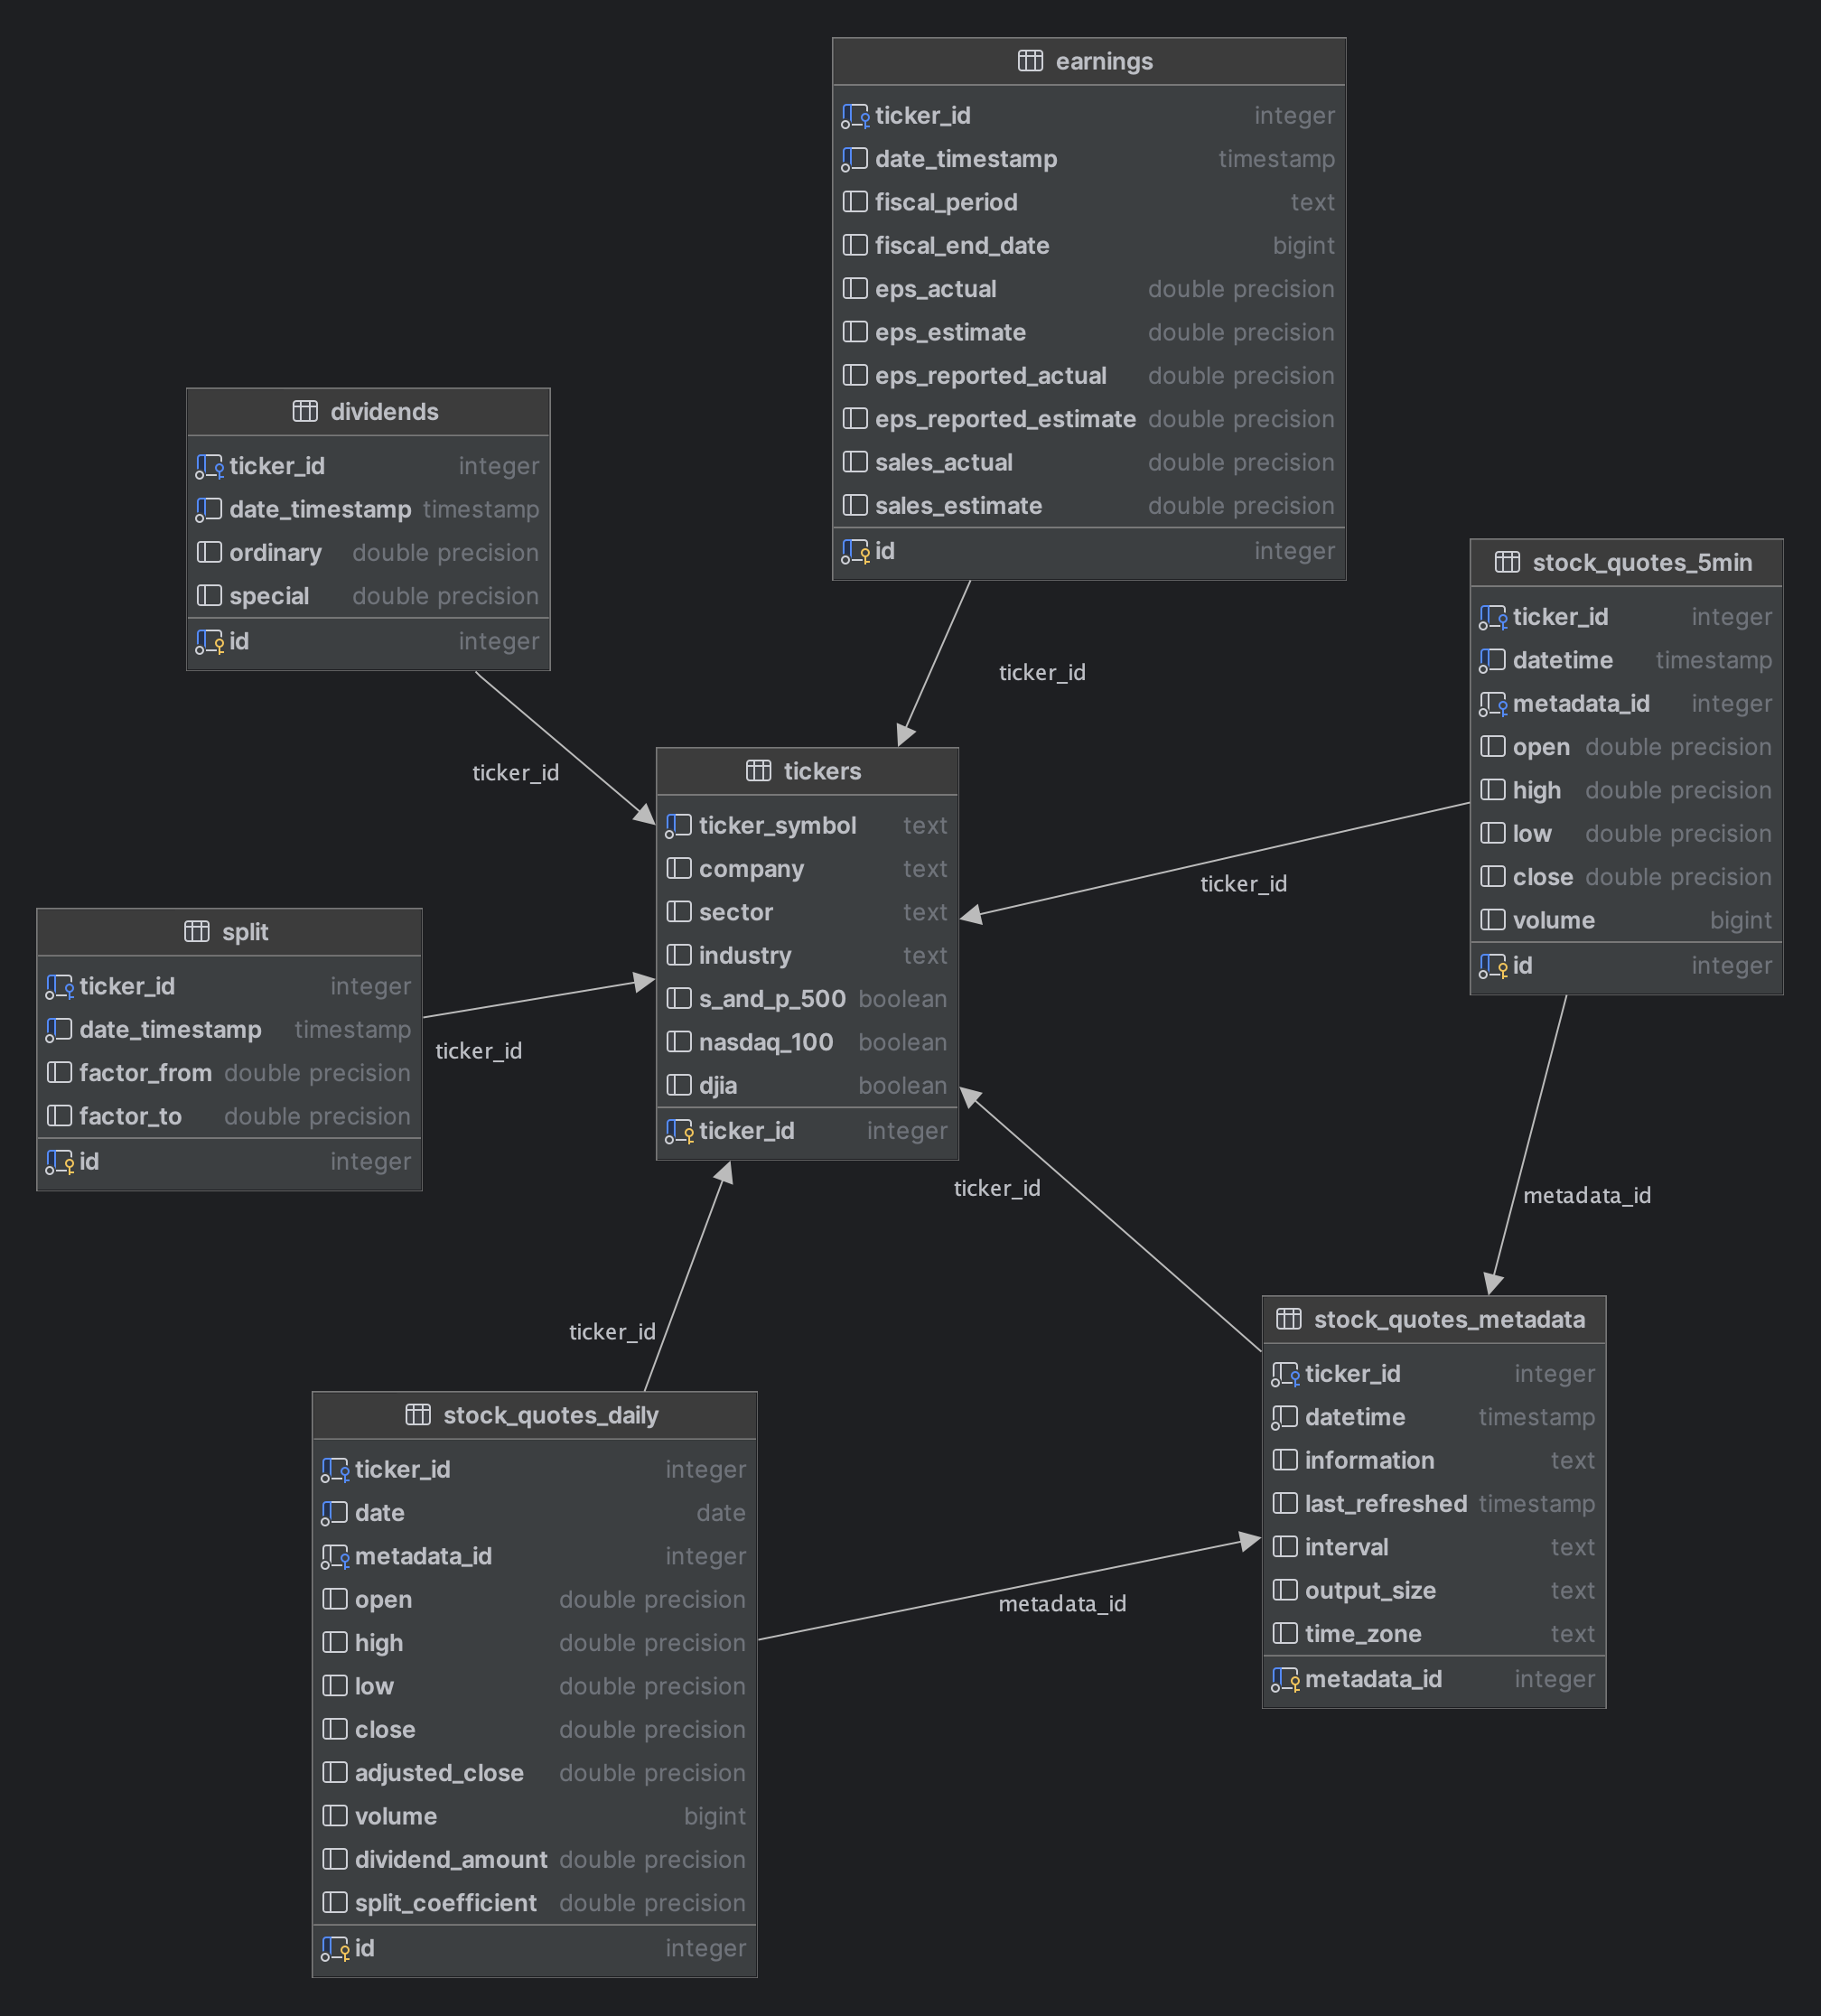 earnings
ticker_id integer
date_timestamp timestamp
fiscal_period text
fiscal_end_date bigint
eps_actual double precision
eps_estimate double precision
eps_reported_actual double precision
eps_reported_estimate double precision
sales_actual double precision
sales_estimate double precision
id integer
dividends
ticker_id integer
date_timestamp timestamp
ordinary double precision
special double precision
id integer
stock_quotes_5min
ticker_id integer
datetime timestamp
metadata_id integer
open double precision
high double precision
low double precision
close double precision
volume bigint
id integer
ticker_id
ticker_id
ticker_id
tickers
ticker_symbol text
company text
sector text
industry text
s_and_p_500 boolean
nasdaq_100 boolean
djia boolean
ticker_id integer
split
ticker_id integer
date_timestamp timestamp
factor_from double precision
factor_to double precision
id integer
ticker_id
ticker_id
metadata_id
ticker_id
stock_quotes_metadata
ticker_id integer
datetime timestamp
information text
last_refreshed timestamp
interval text
output_size text
time_zone text
metadata_id integer
stock_quotes_daily
ticker_id integer
date date
metadata_id integer
open double precision
high double precision
low double precision
close double precision
adjusted_close double precision
volume bigint
dividend_amount double precision
split_coefficient double precision
id integer
metadata_id